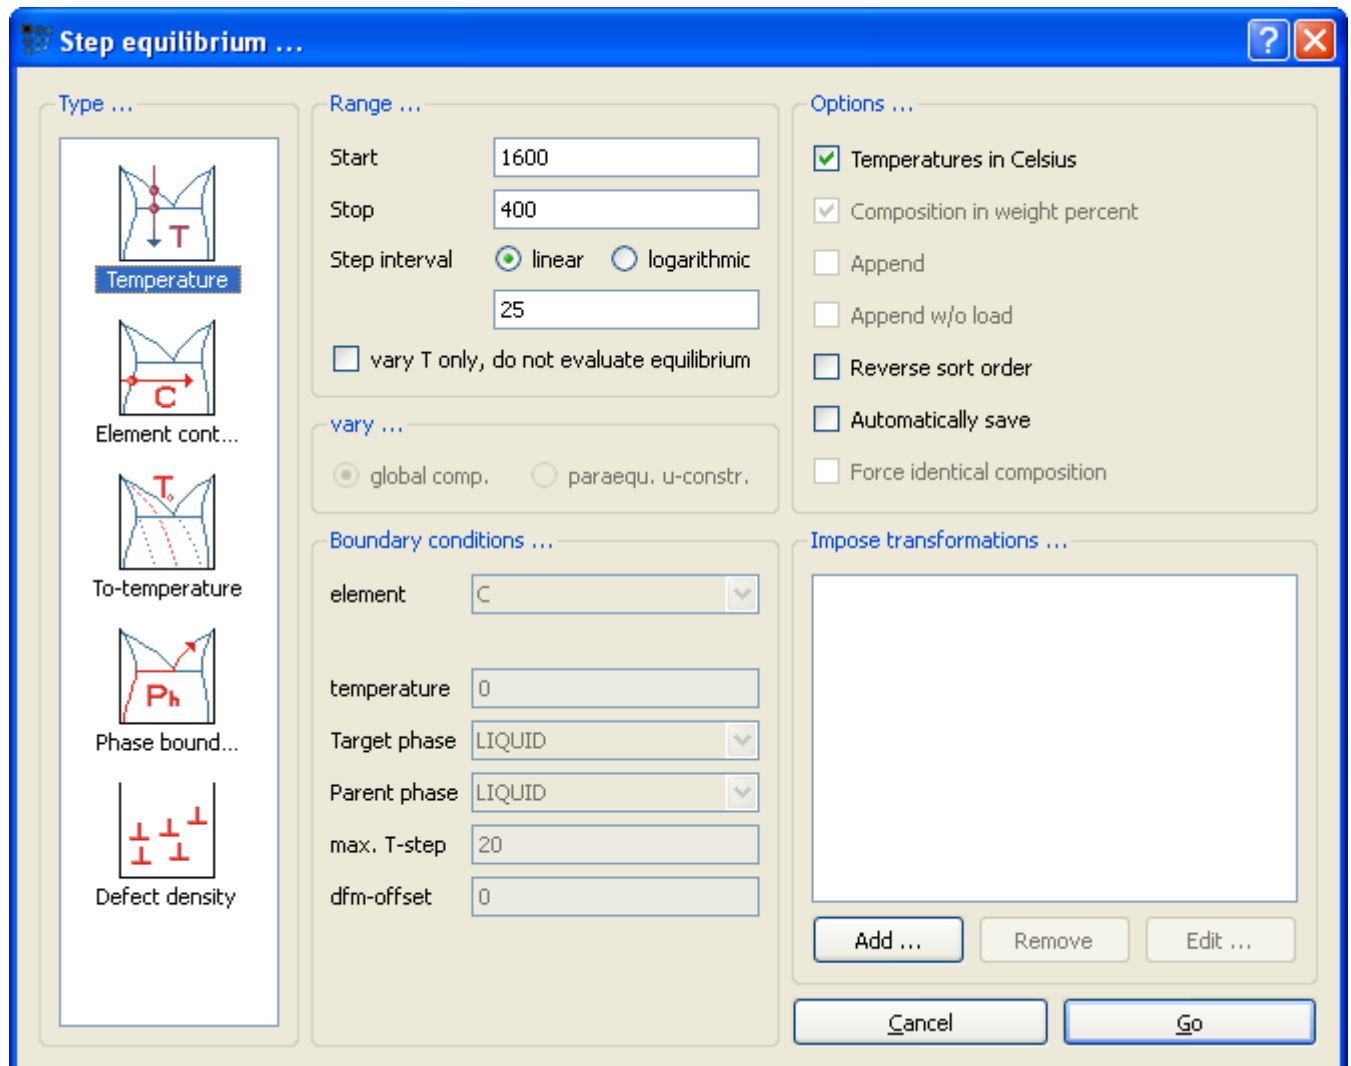 Step equilibrium ...
Type ...
T
Temperature
C
Element cont...
To
To-temperature
Ph
Phase bound...
Defect density
Range ...
Start 1600
Stop 400
Step interval linear logarithmic
25
vary T only, do not evaluate equilibrium
vary ...
global comp. paraequ. u-constr.
Boundary conditions ...
element C
temperature 0
Target phase LIQUID
Parent phase LIQUID
max. T-step 20
dfm-offset 0
Options ...
Temperatures in Celsius
Composition in weight percent
Append
Append w/o load
Reverse sort order
Automatically save
Force identical composition
Impose transformations ...
Add ... Remove Edit ...
Cancel Go